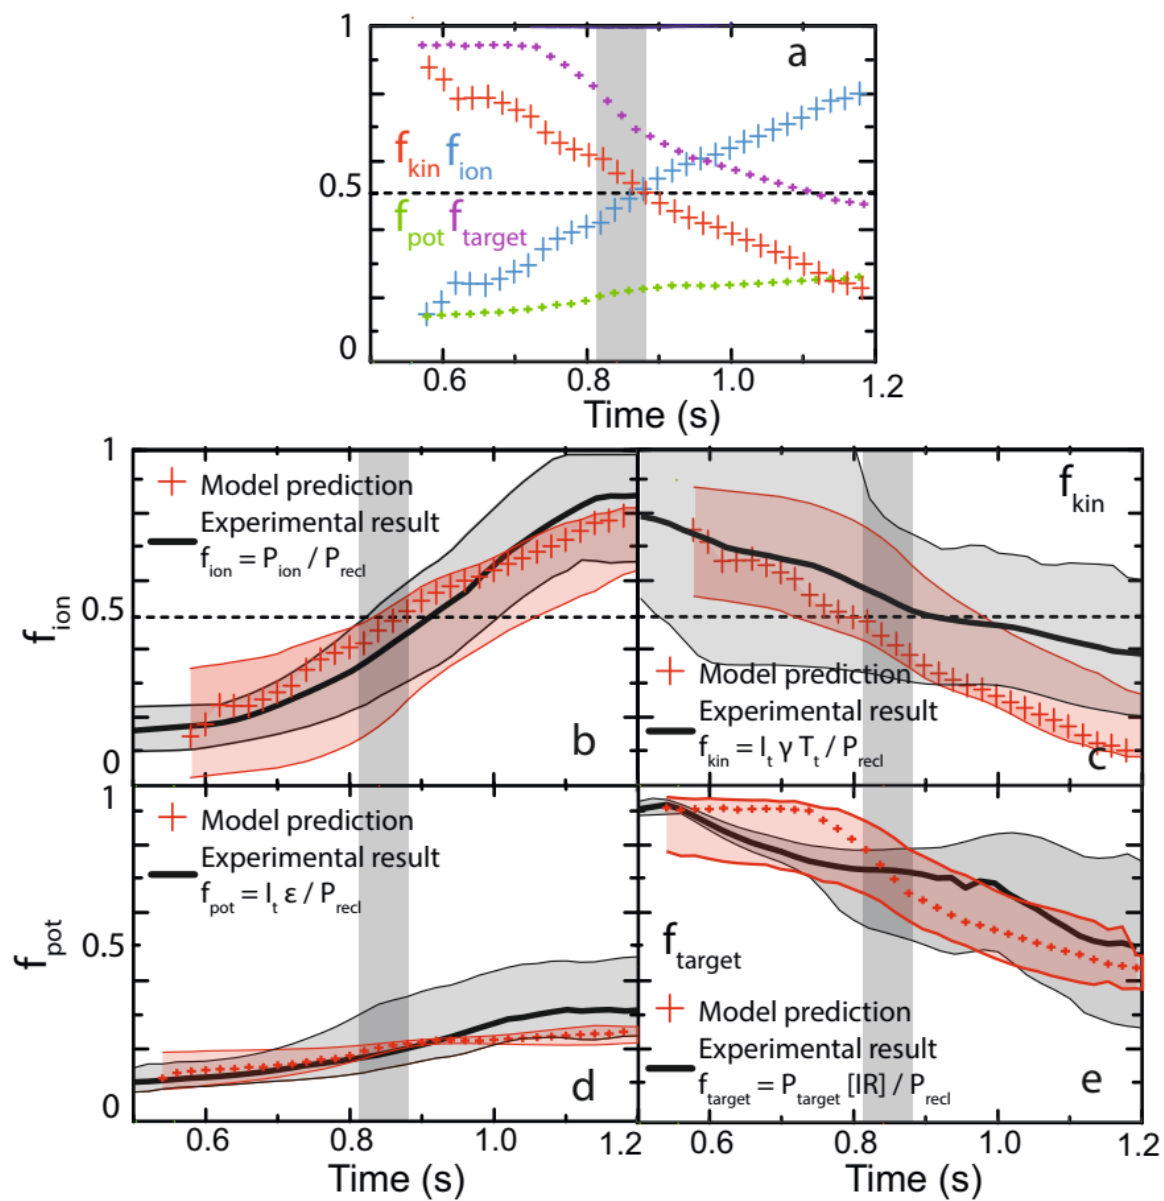 1
a
f_kin f_ion
0.5
f_pot f_target
0
0.6 0.8 1.0 1.2
Time (s)
1
Model prediction
Experimental result
f_ion = P_ion / P_recl
f_ion
0.5
b
0
f_kin
Model prediction
Experimental result
f_kin = I_t γ T_t / P_recl
c
1
Model prediction
Experimental result
f_pot = I_t ε / P_recl
f_pot
0.5
d
0
0.6 0.8 1.0 1.2
Time (s)
f_target
Model prediction
Experimental result
f_target = P_target [IR] / P_recl
e
0.6 0.8 1.0 1.2
Time (s)